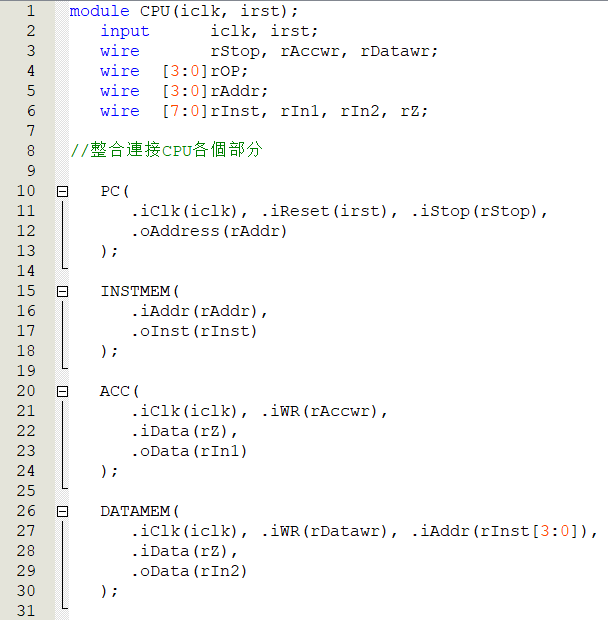 1 module CPU(iclk, irst);
2 input iclk, irst;
3 wire rStop, rAccwr, rDatawr;
4 wire [3:0]rOP;
5 wire [3:0]rAddr;
6 wire [7:0]rInst, rIn1, rIn2, rZ;
7
8 //整合連接CPU各個部分
9
10 PC(
11 .iClk(iclk), .iReset(irst), .iStop(rStop),
12 .oAddress(rAddr)
13 );
14
15 INSTMEM(
16 .iAddr(rAddr),
17 .oInst(rInst)
18 );
19
20 ACC(
21 .iClk(iclk), .iWR(rAccwr),
22 .iData(rZ),
23 .oData(rIn1)
24 );
25
26 DATAMEM(
27 .iClk(iclk), .iWR(rDatawr), .iAddr(rInst[3:0]),
28 .iData(rZ),
29 .oData(rIn2)
30 );
31